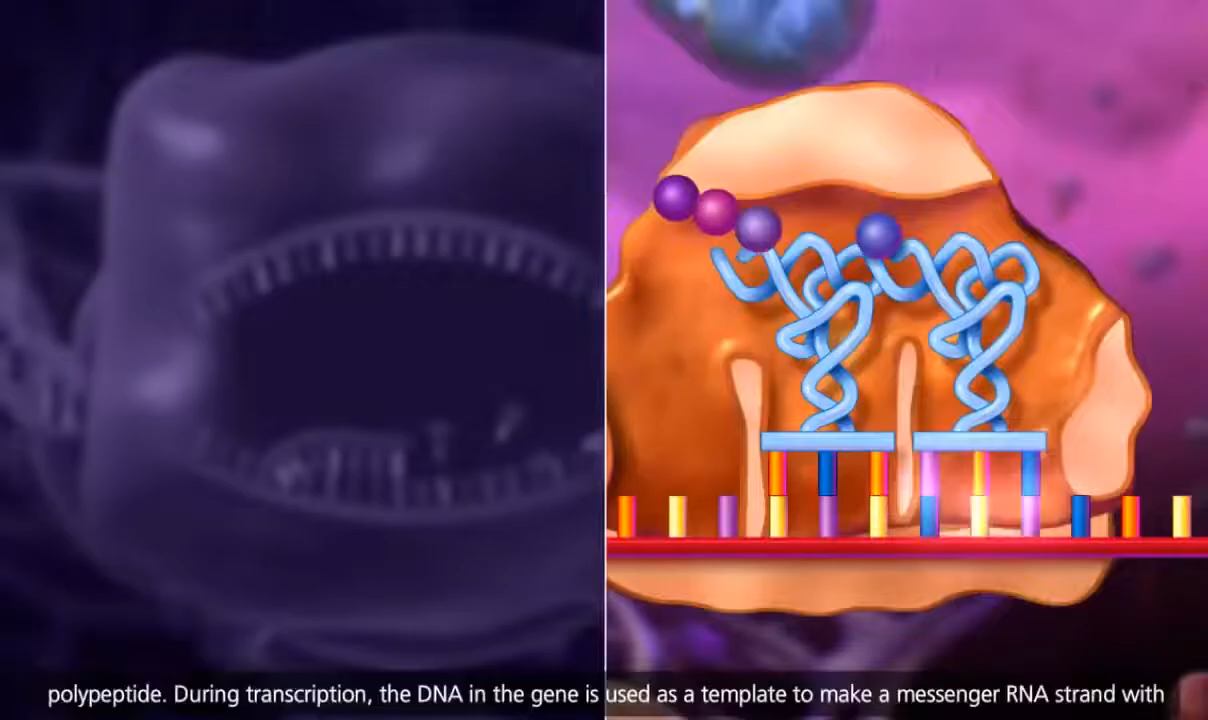 polypeptide. During transcription, the DNA in the gene is used as a template to make a messenger RNA strand with